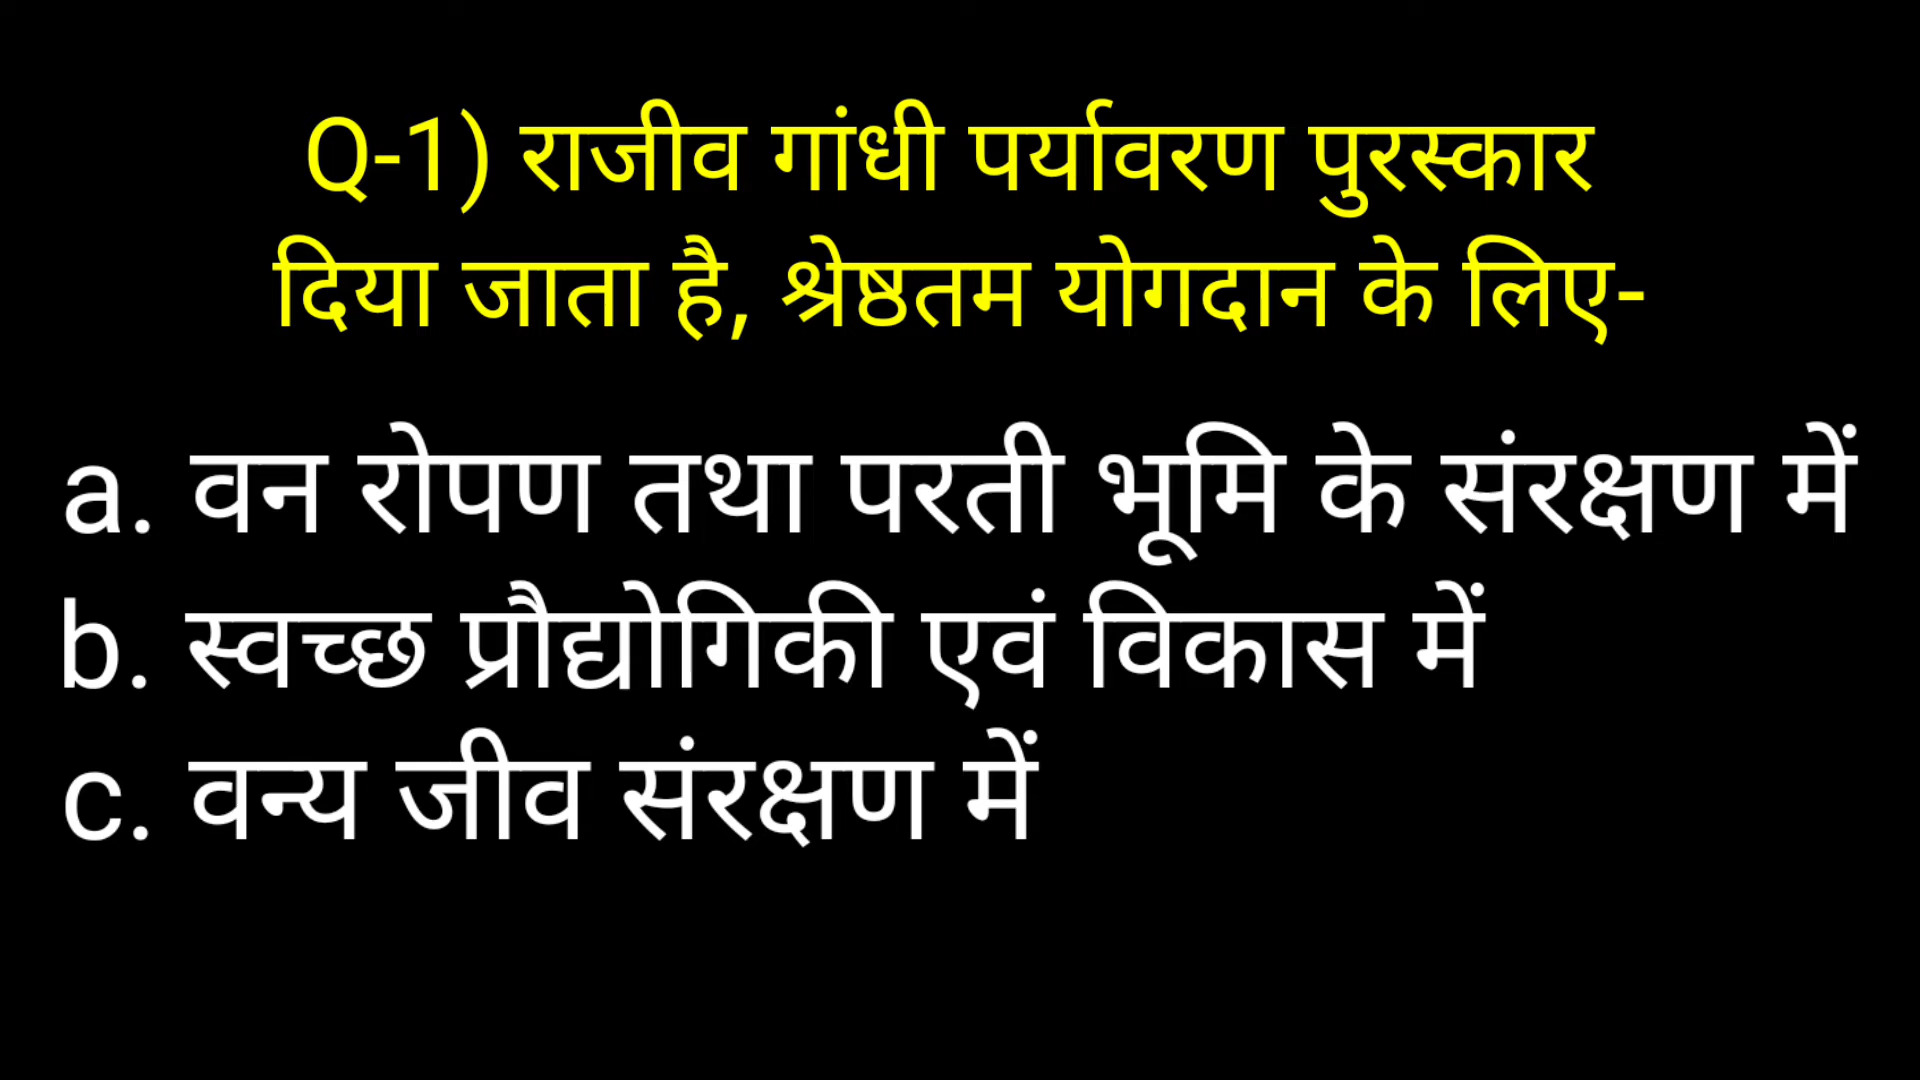 Q-1) राजीव गांधी पर्यावरण पुरस्कार
दिया जाता है, श्रेष्ठतम योगदान के लिए-
a. वन रोपण तथा परती भूमि के संरक्षण में
b. स्वच्छ प्रौद्योगिकी एवं विकास में
c. वन्य जीव संरक्षण में